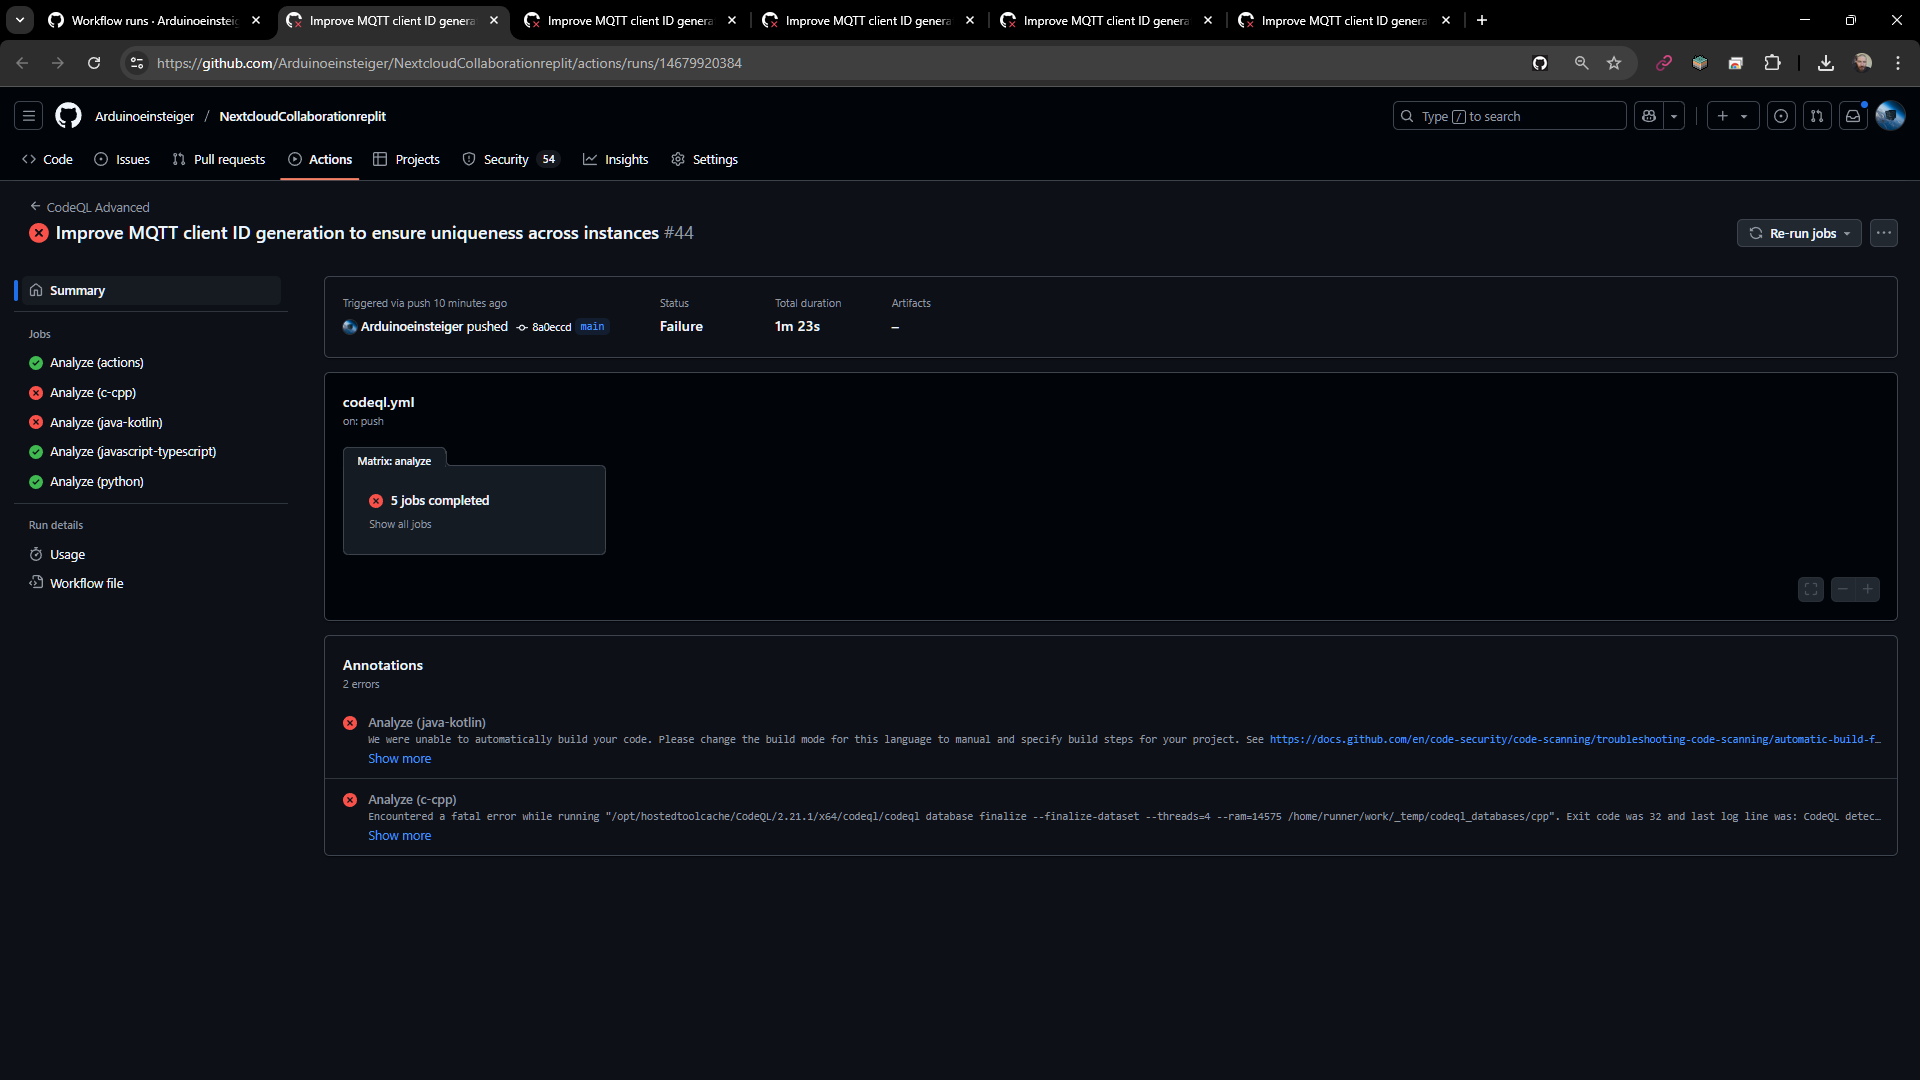 Workflow runs · Arduinoeinsteig
Improve MQTT client ID genera
Improve MQTT client ID genera
Improve MQTT client ID genera
Improve MQTT client ID genera
Improve MQTT client ID genera
https://github.com/Arduinoeinsteiger/NextcloudCollaborationreplit/actions/runs/14679920384
Arduinoeinsteiger / NextcloudCollaborationreplit
Type / to search
Code
Issues
Pull requests
Actions
Projects
Security 54
Insights
Settings
CodeQL Advanced
Improve MQTT client ID generation to ensure uniqueness across instances #44
Re-run jobs
Summary
Jobs
Analyze (actions)
Analyze (c-cpp)
Analyze (java-kotlin)
Analyze (javascript-typescript)
Analyze (python)
Run details
Usage
Workflow file
Triggered via push 10 minutes ago
Arduinoeinsteiger pushed 8a0eccd main
Status
Failure
Total duration
1m 23s
Artifacts
–
codeql.yml
on: push
Matrix: analyze
5 jobs completed
Show all jobs
Annotations
2 errors
Analyze (java-kotlin)
We were unable to automatically build your code. Please change the build mode for this language to manual and specify build steps for your project. See https://docs.github.com/en/code-security/code-scanning/troubleshooting-code-scanning/automatic-build-f…
Show more
Analyze (c-cpp)
Encountered a fatal error while running "/opt/hostedtoolcache/CodeQL/2.21.1/x64/codeql/codeql database finalize --finalize-dataset --threads=4 --ram=14575 /home/runner/work/_temp/codeql_databases/cpp". Exit code was 32 and last log line was: CodeQL detec…
Show more